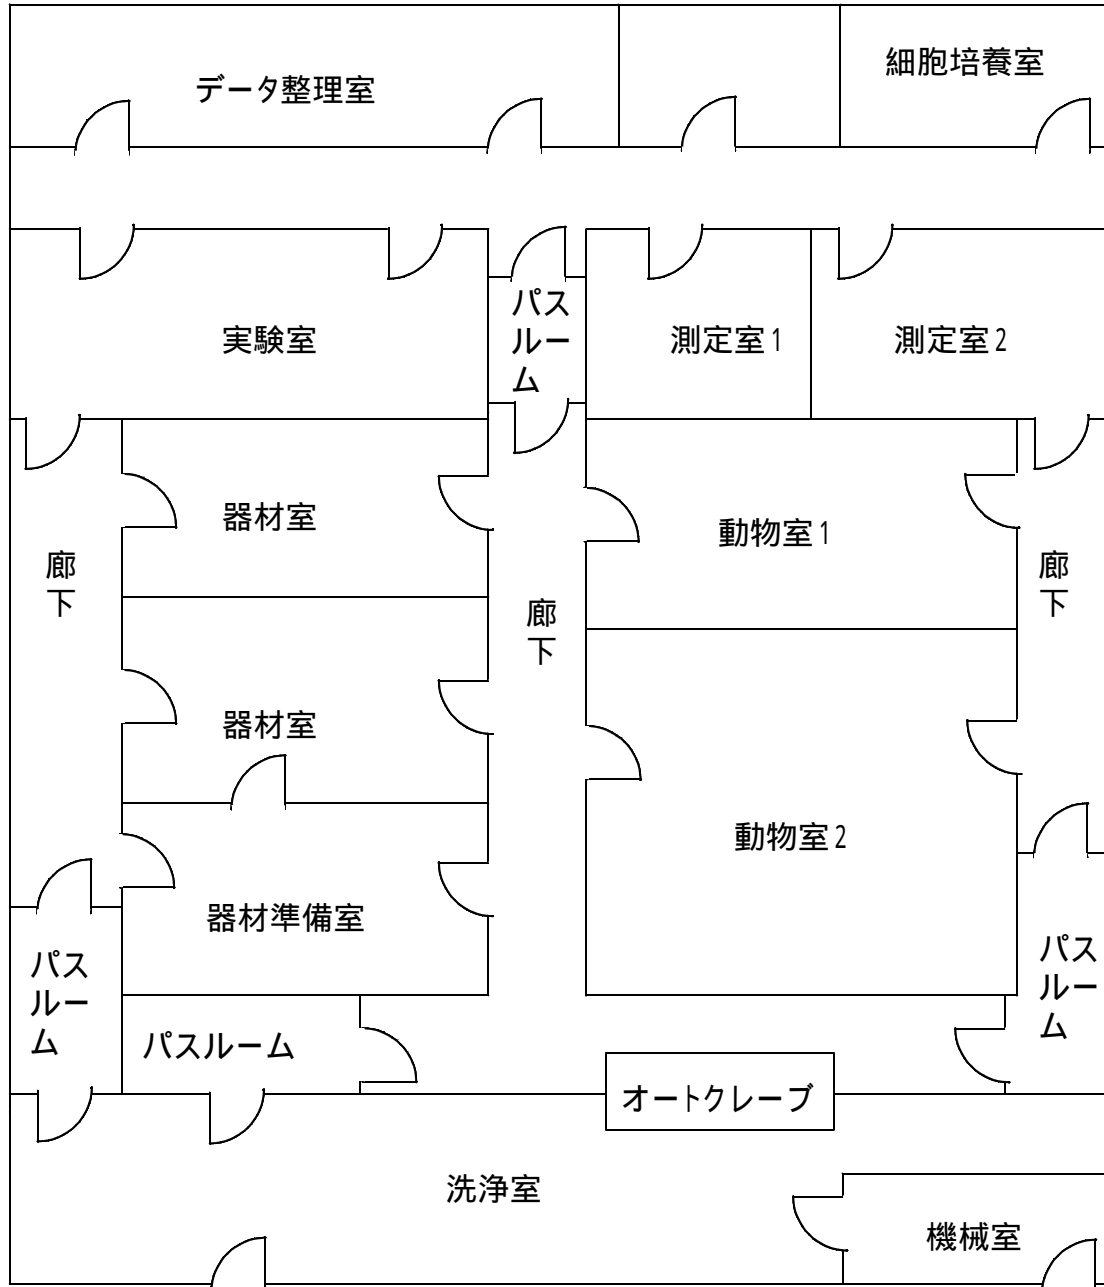 データ整理室
細胞培養室
実験室
パス
ルー
ム
測定室1
測定室2
器材室
動物室1
廊
下
廊
下
廊
下
器材室
動物室2
器材準備室
パス
ルー
ム
パス
ルー
ム
パスルーム
オートクレーブ
洗浄室
機械室